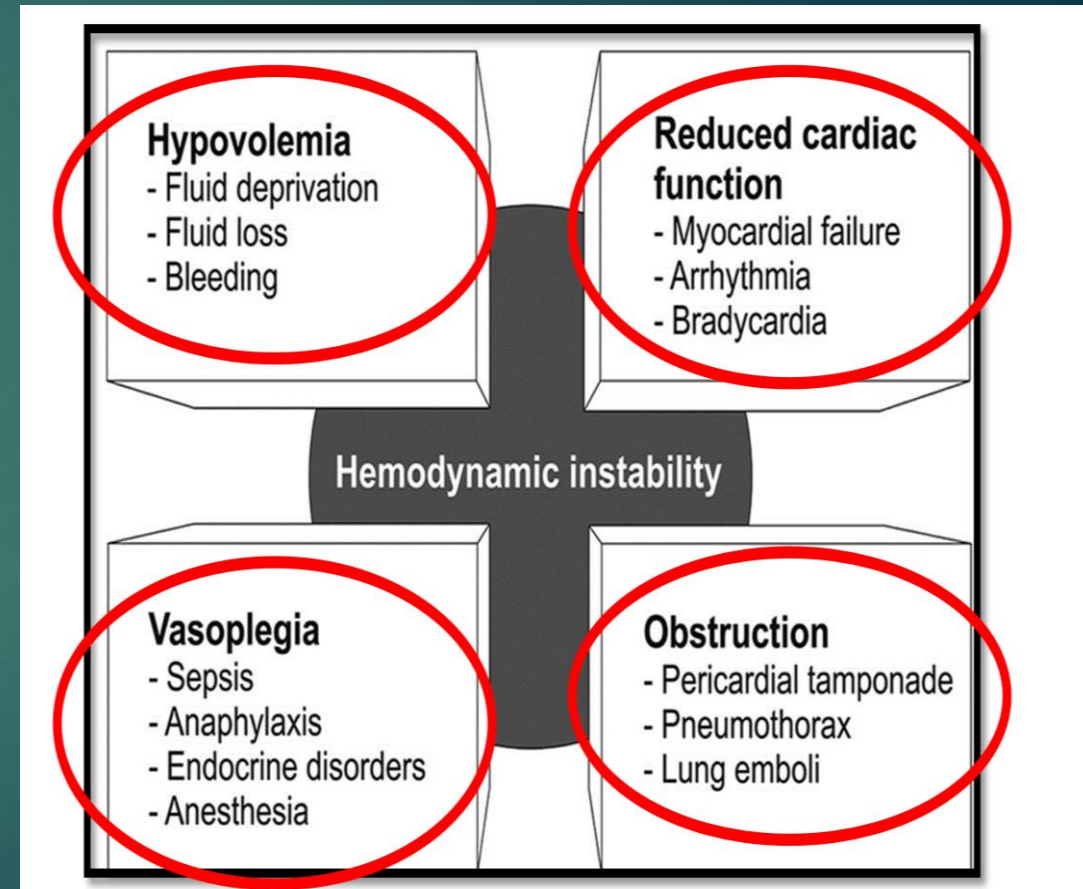 Hypovolemia
- Fluid deprivation
- Fluid loss
- Bleeding
Reduced cardiac
function
- Myocardial failure
- Arrhythmia
- Bradycardia
Hemodynamic instability
Vasoplegia
- Sepsis
- Anaphylaxis
- Endocrine disorders
- Anesthesia
Obstruction
- Pericardial tamponade
- Pneumothorax
- Lung emboli